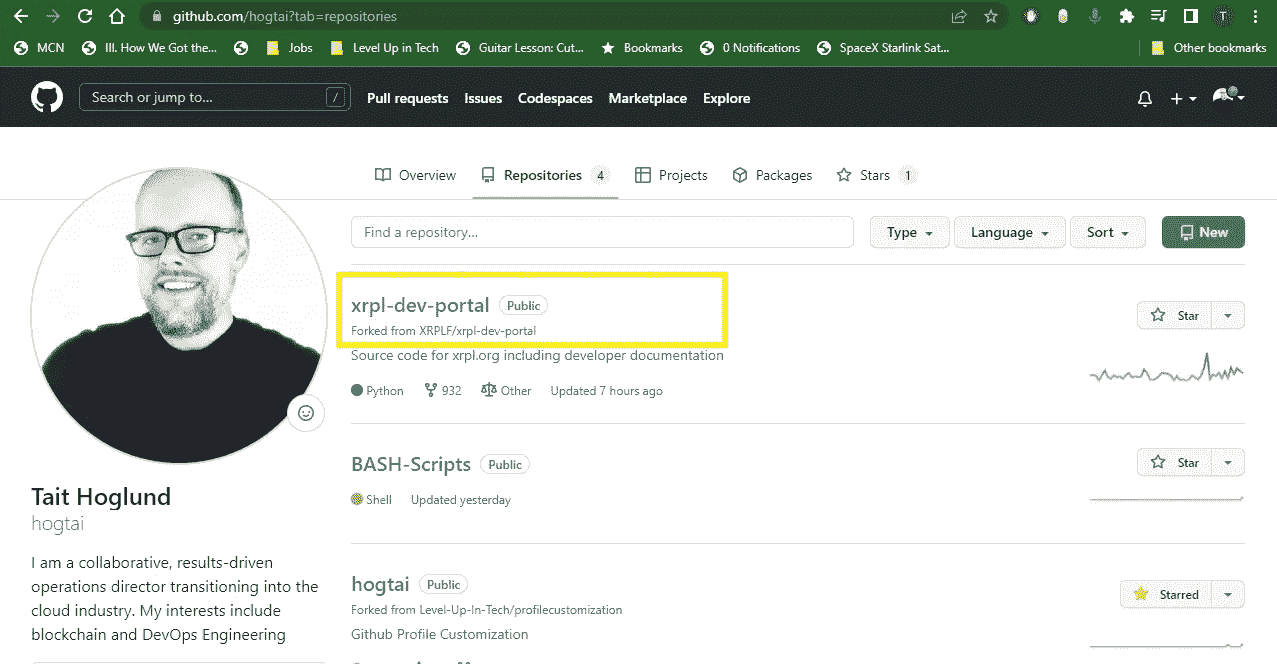 github.com/hogtai?tab=repositories
T
MCN III. How We Got the... Jobs Level Up in Tech Guitar Lesson: Cut... Bookmarks 0 Notifications SpaceX Starlink Sat... Other bookmarks
Search or jump to... / Pull requests Issues Codespaces Marketplace Explore
Overview Repositories 4 Projects Packages Stars 1
Find a repository... Type Language Sort New
xrpl-dev-portal Public
Star
Forked from XRPLF/xrpl-dev-portal
Source code for xrpl.org including developer documentation
Python 932 Other Updated 7 hours ago
BASH-Scripts Public
Star
Shell Updated yesterday
Tait Hoglund
hogtai
I am a collaborative, results-driven
operations director transitioning into the
cloud industry. My interests include
blockchain and DevOps Engineering
hogtai Public
Starred
Forked from Level-Up-In-Tech/profilecustomization
Github Profile Customization